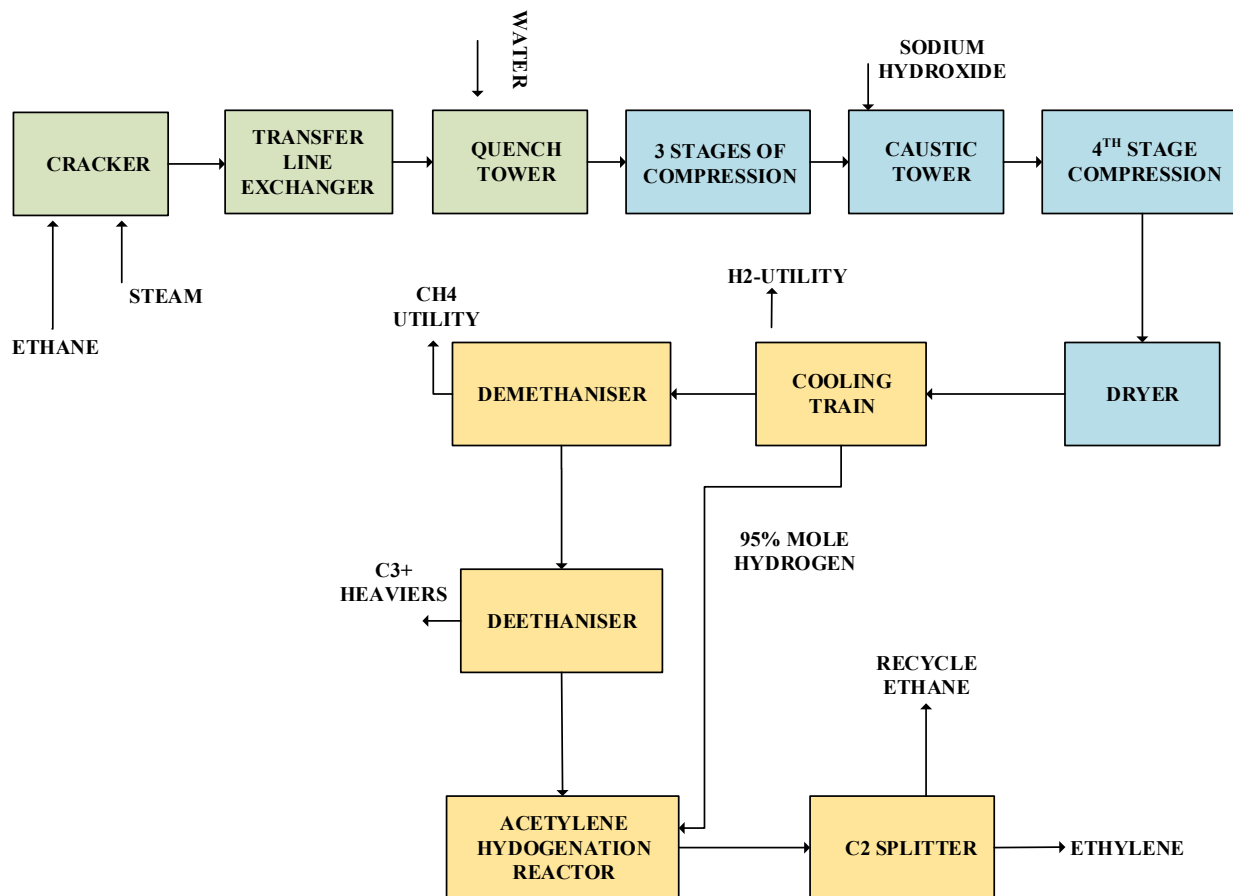 WATER
SODIUM
HYDROXIDE
CRACKER
TRANSFER
LINE
EXCHANGER
QUENCH
TOWER
3 STAGES OF
COMPRESSION
CAUSTIC
TOWER
4TH STAGE
COMPRESSION
ETHANE
STEAM
CH4
UTILITY
H2-UTILITY
DEMETHANISER
COOLING
TRAIN
DRYER
95% MOLE
HYDROGEN
C3+
HEAVIERS
DEETHANISER
RECYCLE
ETHANE
ACETYLENE
HYDOGENATION
REACTOR
C2 SPLITTER
ETHYLENE